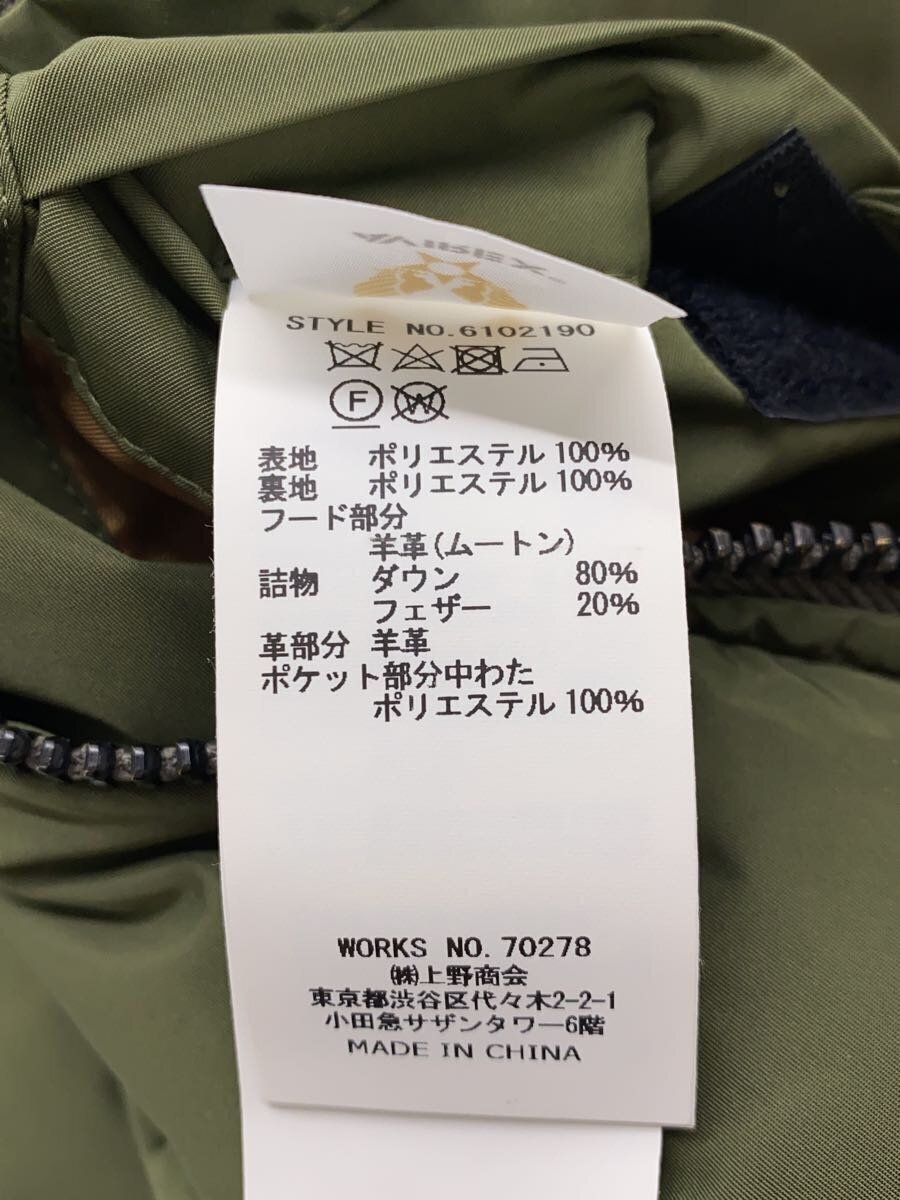 STYLE NO.6102190
F
W
表地 ポリエステル 100%
裏地 ポリエステル 100%
フード部分
羊革(ムートン)
詰物 ダウン 80%
フェザー 20%
革部分 羊革
ポケット部分中わた
ポリエステル 100%
WORKS NO. 70278
㈱上野商会
東京都渋谷区代々木2-2-1
小田急サザンタワー6階
MADE IN CHINA